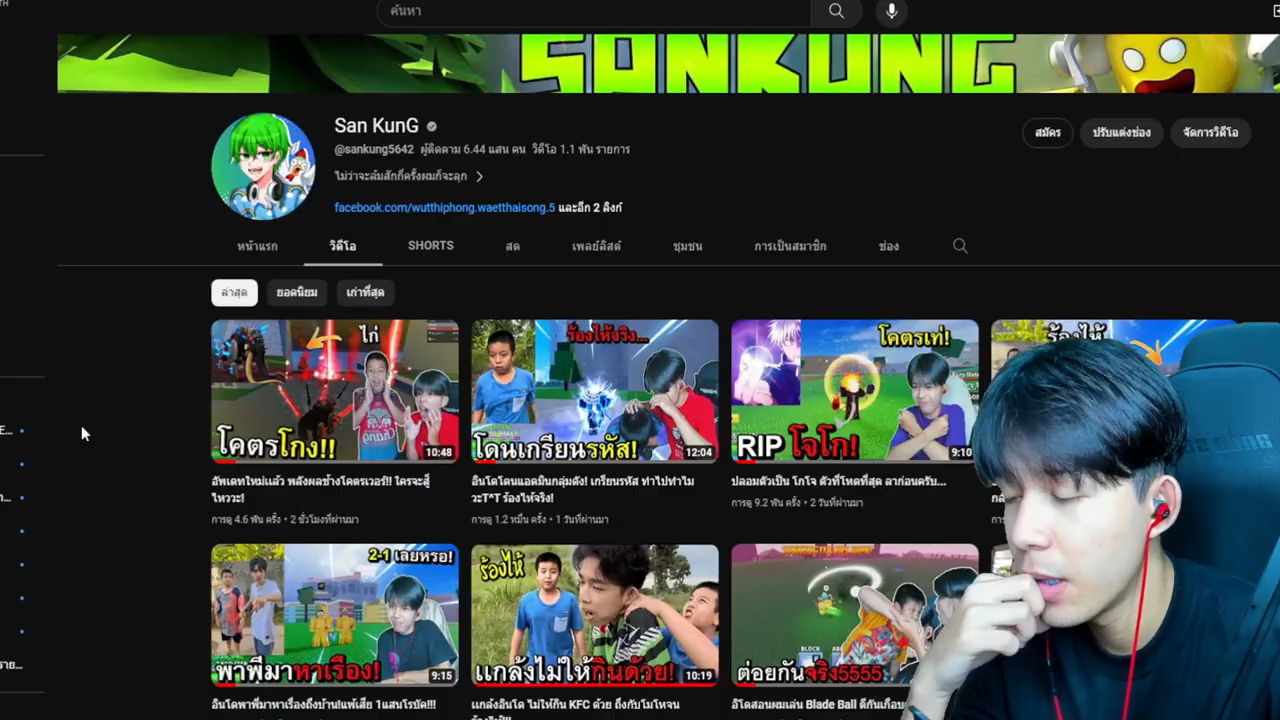 ค้นหา
SANKUNG
San KunG
@sankung5642 ผู้ติดตาม 6.44 แสน คน วิดีโอ 1.1 พัน รายการ
ไม่ว่าจะล้มสักกี่ครั้งผมก็จะลุก
facebook.com/wutthiphong.waetthaisong.5 และอีก 2 ลิงก์
สมัคร
ปรับแต่งช่อง
จัดการวิดีโอ
หน้าแรก
วิดีโอ
SHORTS
สด
เพลย์ลิสต์
ชุมชน
การเป็นสมาชิก
ช่อง
ล่าสุด
ยอดนิยม
เก่าที่สุด
ไก่
โคตรโกง!!
10:48
ร้องไห้จริง...
โดนเกรียนรหัส!
12:04
โคตรเท่!
RIP โจโก!
9:10
ร้องไห้
อัพเดทใหม่แล้ว พลังผลช้างโคตรเวอร์!! ใครจะสู้
ไหววะ!
การดู 4.6 พัน ครั้ง • 2 ชั่วโมงที่ผ่านมา
อินโดโดนแอดมินกลุ่มดัง! เกรียนรหัส ทำไปทำไม
วะT^T ร้องไห้จริง!
การดู 1.2 หมื่น ครั้ง • 1 วันที่ผ่านมา
ปลอมตัวเป็น โกโจ ตัวที่โหดที่สุด ลาก่อนครับ...
การดู 9.2 พัน ครั้ง • 2 วันที่ผ่านมา
2-1 เลยหรอ!
พาพี่มาหาเรื่อง!
9:15
ร้องไห้
แกล้งไม่ให้กินด้วย!
10:19
BLOCK
ต่อยกันจริง5555
อินโดพาพี่มาหาเรื่องถึงบ้าน!แพ้เสีย 1แสนโรบัค!!!
แกล้งอินโด ไม่ให้กิน KFC ด้วย ถึงกับโมโหจน
อิโดสอนผมเล่น Blade Ball ตีกันเกือบ